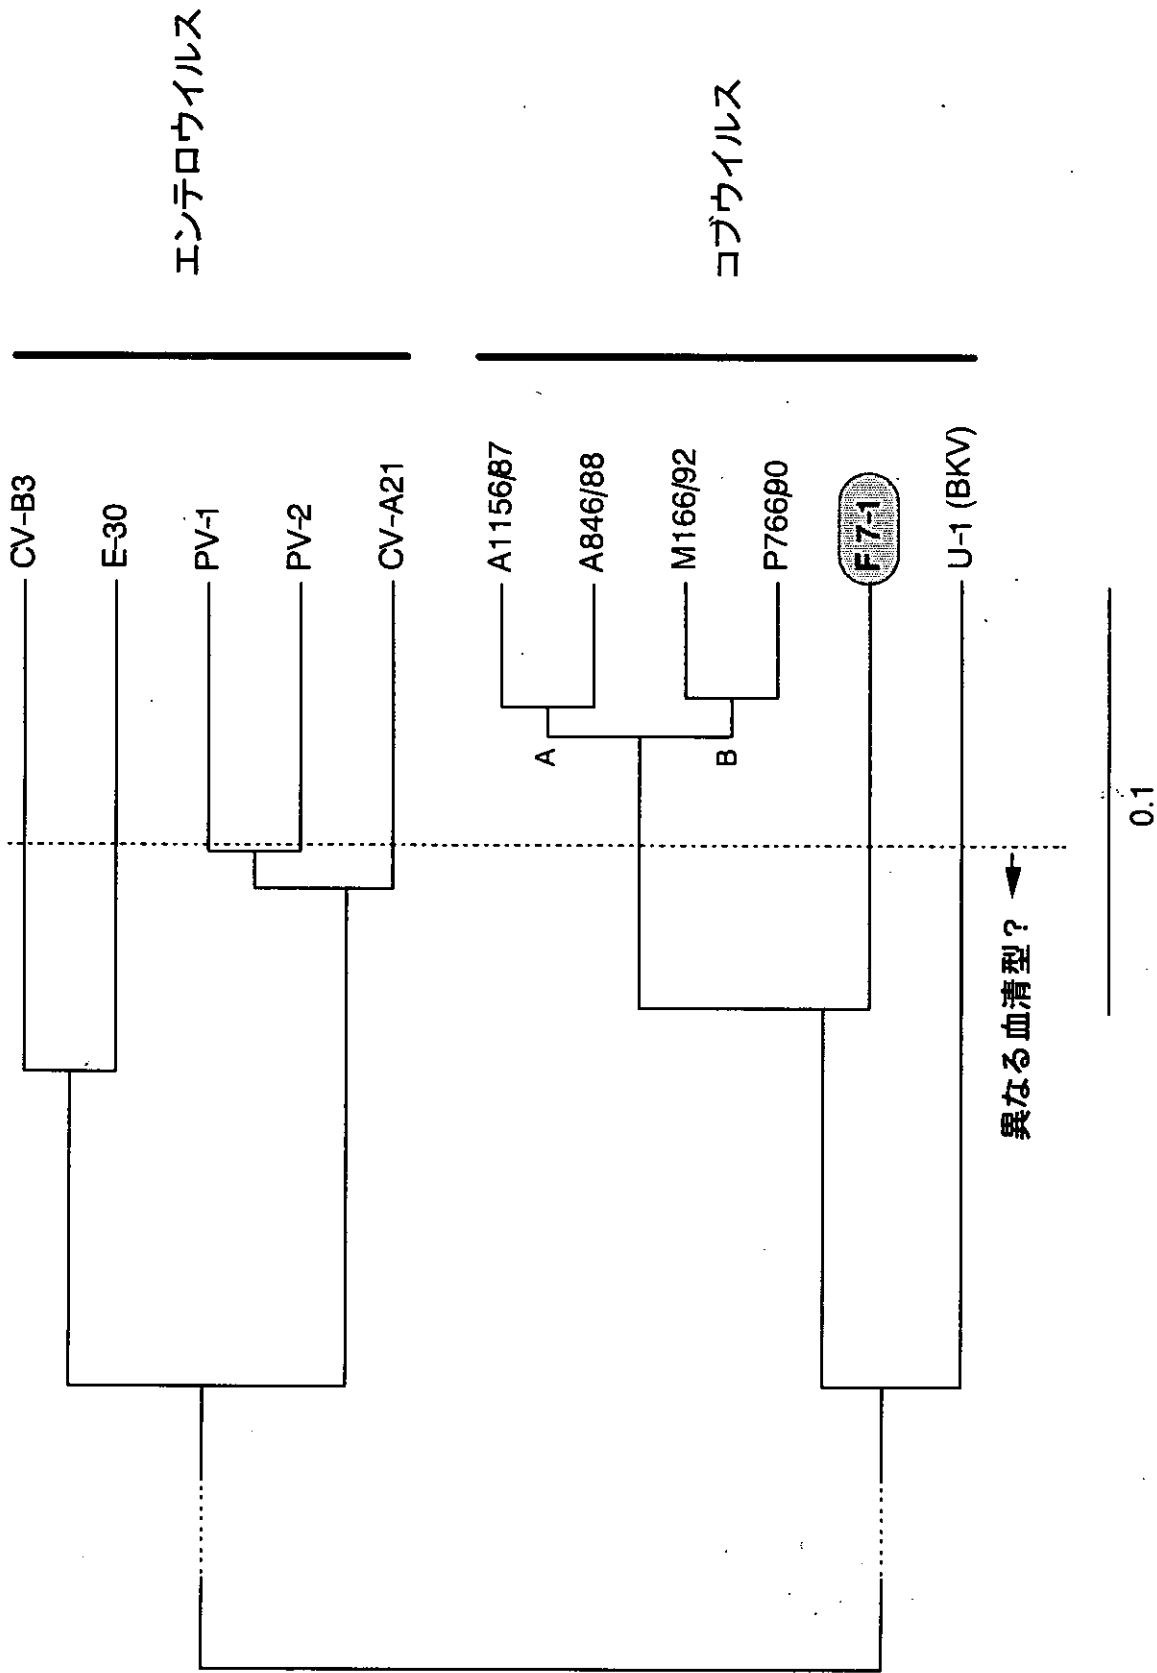 エンテロウイルス
コブウイルス
CV-B3
E-30
PV-1
PV-2
CV-A21
A1156/87
A846/88
M166/92
P766/90
F7-1
U-1 (BKV)
A
B
異なる血清型?
0.1